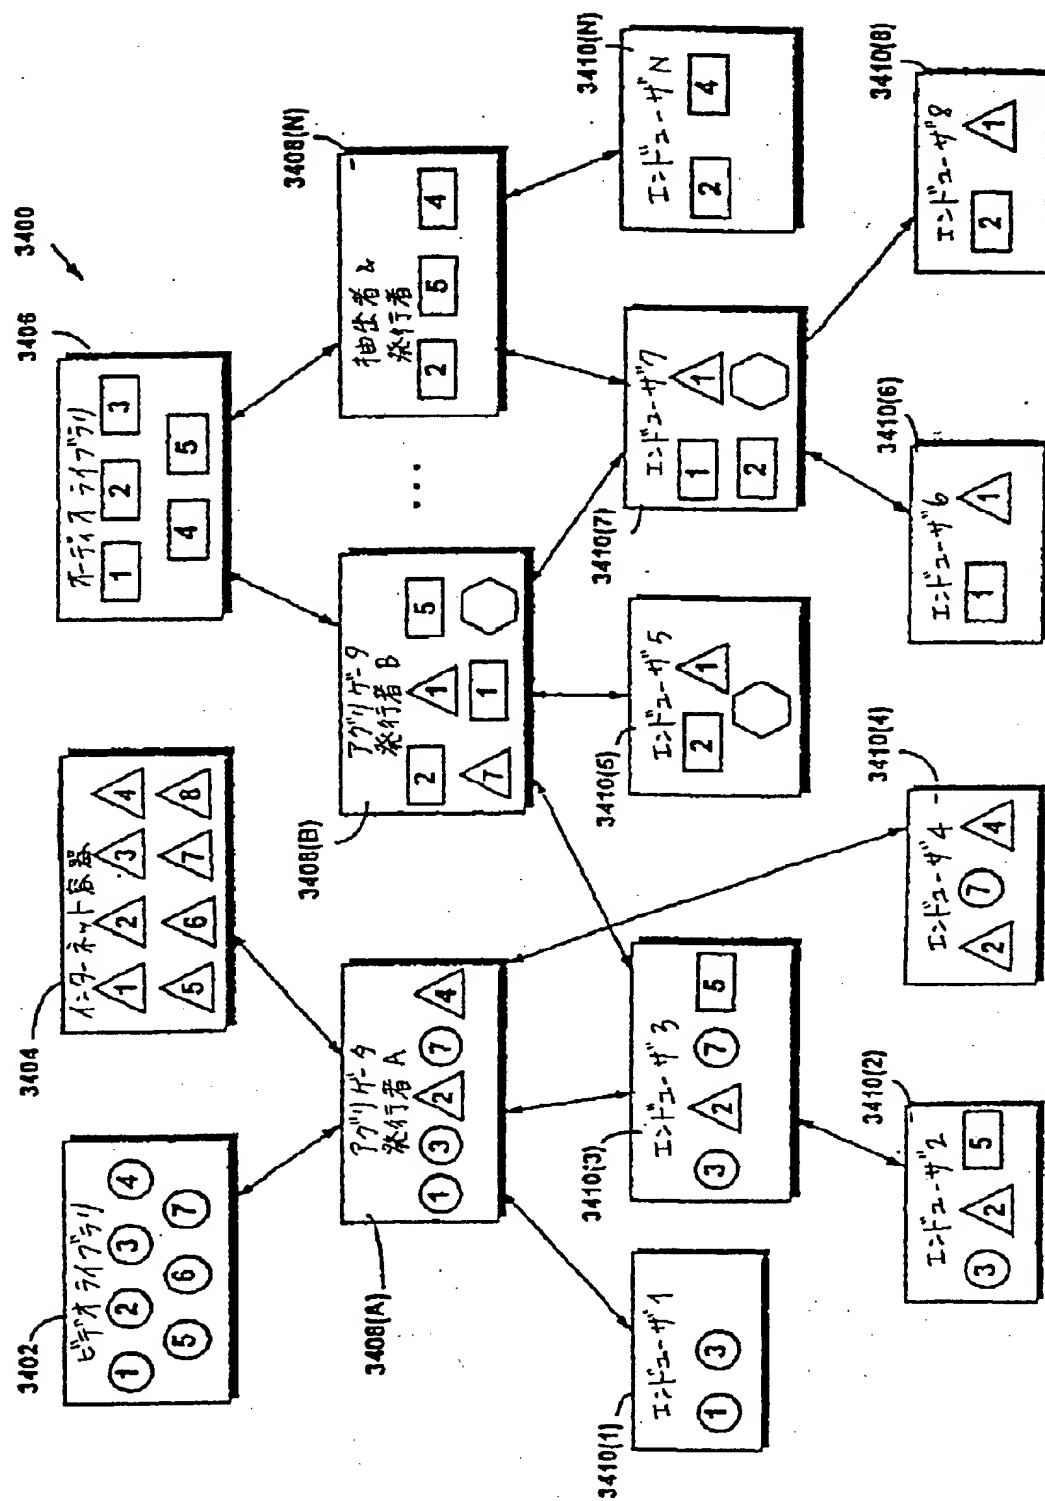 3400
3402
ビデオ ライブラリ
1 2 3 4
5 6 7
3404
インターネット容器
1 2 3 4
5 6 7 8
3406
オーディオ ライブラリ
1 2 3
4 5
3408(A)
アグリゲータ
発行者 A
1 3 2 7 4
3408(B)
アグリゲータ
発行者 B
2 1 5
7 1
...
3408(N)
抽出者 &
発行者
2 5 4
3410(1)
エンドユーザ1
1 3
3410(3)
エンドユーザ3
3 2 7 5
3410(5)
エンドユーザ5
2 1
3410(7)
エンドユーザ7
1 1
2
3410(N)
エンドユーザN
2 4
3410(2)
エンドユーザ2
3 2 5
3410(4)
エンドユーザ4
2 7 4
3410(6)
エンドユーザ6
1 1
3410(8)
エンドユーザ8
2 1